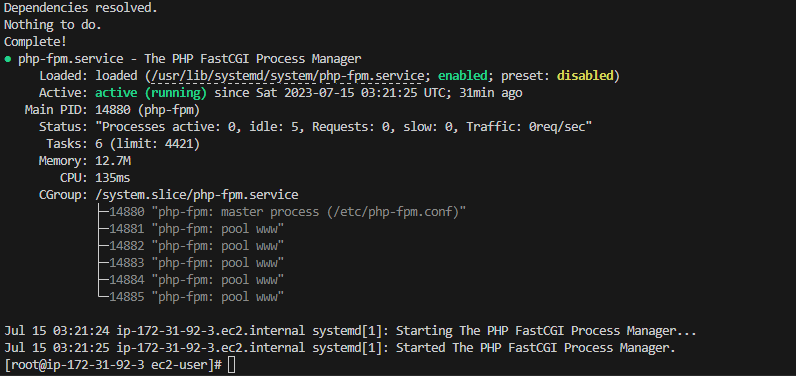 Dependencies resolved.
Nothing to do.
Complete!
● php-fpm.service - The PHP FastCGI Process Manager
     Loaded: loaded (/usr/lib/systemd/system/php-fpm.service; enabled; preset: disabled)
     Active: active (running) since Sat 2023-07-15 03:21:25 UTC; 31min ago
   Main PID: 14880 (php-fpm)
     Status: "Processes active: 0, idle: 5, Requests: 0, slow: 0, Traffic: 0req/sec"
      Tasks: 6 (limit: 4421)
     Memory: 12.7M
        CPU: 135ms
     CGroup: /system.slice/php-fpm.service
             ├─14880 "php-fpm: master process (/etc/php-fpm.conf)"
             ├─14881 "php-fpm: pool www"
             ├─14882 "php-fpm: pool www"
             ├─14883 "php-fpm: pool www"
             ├─14884 "php-fpm: pool www"
             └─14885 "php-fpm: pool www"
Jul 15 03:21:24 ip-172-31-92-3.ec2.internal systemd[1]: Starting The PHP FastCGI Process Manager...
Jul 15 03:21:25 ip-172-31-92-3.ec2.internal systemd[1]: Started The PHP FastCGI Process Manager.
[root@ip-172-31-92-3 ec2-user]#